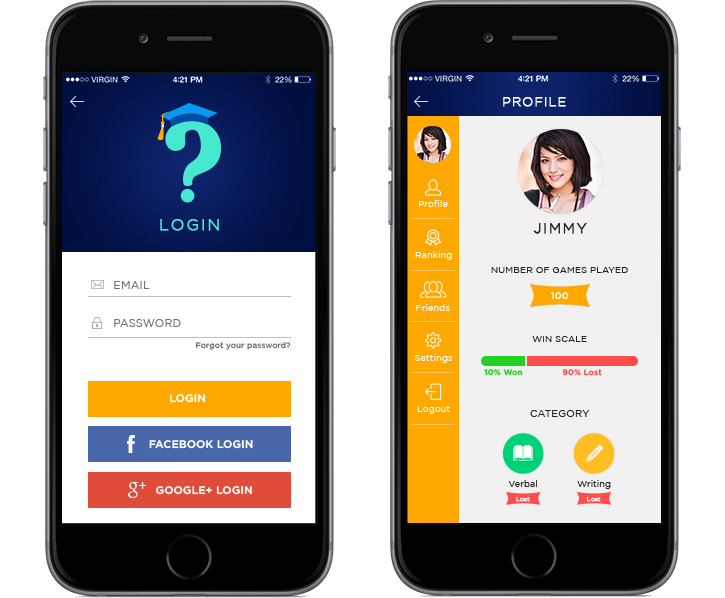 VIRGIN 4:21 PM 22%
LOGIN
EMAIL
PASSWORD
Forgot your password?
LOGIN
f FACEBOOK LOGIN
g+ GOOGLE+ LOGIN
VIRGIN 4:21 PM 22%
PROFILE
Profile
Ranking
Friends
Settings
Logout
JIMMY
NUMBER OF GAMES PLAYED
100
WIN SCALE
10% Won 90% Lost
CATEGORY
Verbal Writing
Lost Lost